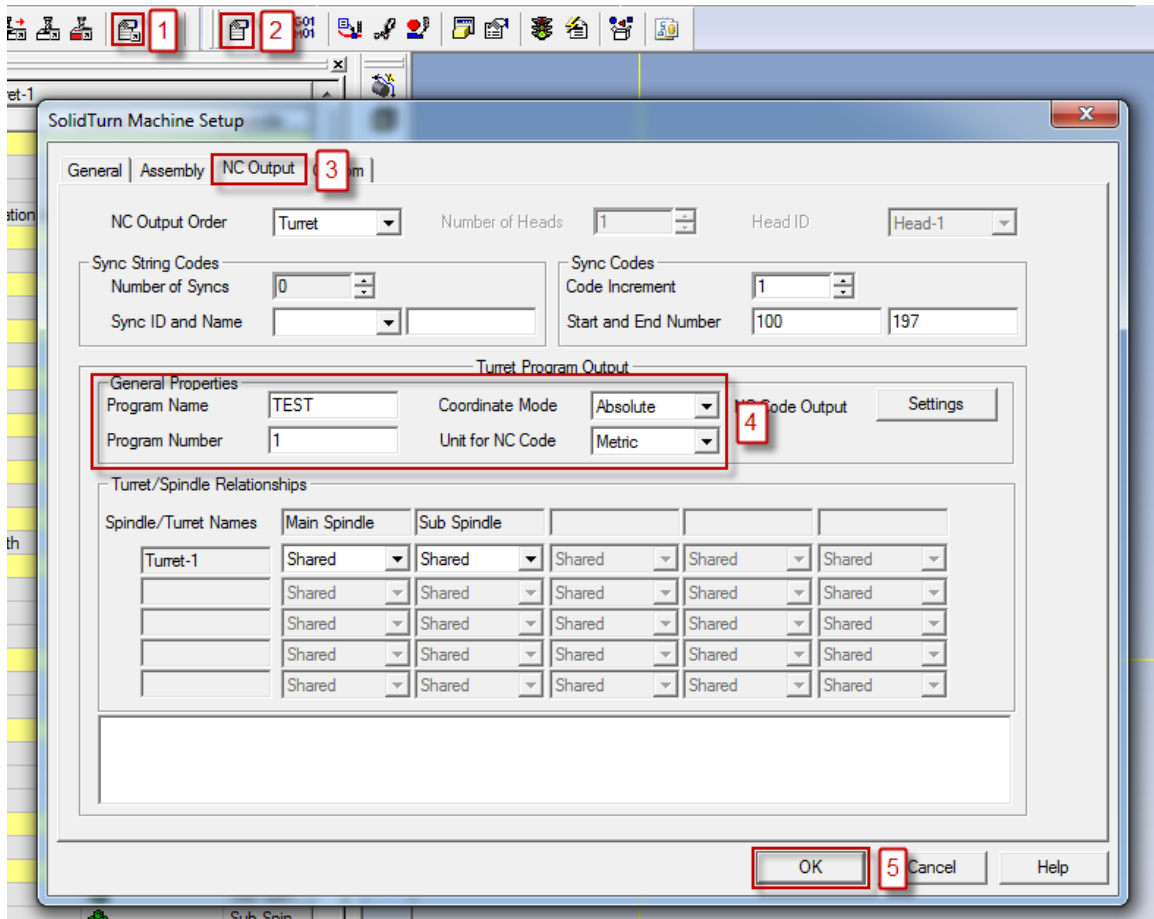 1
2
G01
M01
et-1
SolidTurn Machine Setup
General Assembly NC Output 3 om
ation
NC Output Order Turret Number of Heads 1 Head ID Head-1
Sync String Codes Sync Codes
Number of Syncs 0 Code Increment 1
Sync ID and Name Start and End Number 100 197
Turret Program Output
General Properties
Program Name TEST Coordinate Mode Absolute Code Output Settings
4
Program Number 1 Unit for NC Code Metric
Turret/Spindle Relationships
Spindle/Turret Names Main Spindle Sub Spindle
th
Turret-1 Shared Shared Shared Shared Shared
Shared Shared Shared Shared Shared
Shared Shared Shared Shared Shared
Shared Shared Shared Shared Shared
Shared Shared Shared Shared Shared
OK 5 Cancel Help
Sub Spin